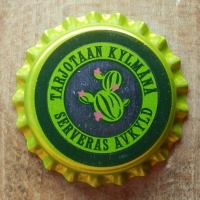 TARJOTAAN KYLMÄNÄ
SERVERAS AVKYLD